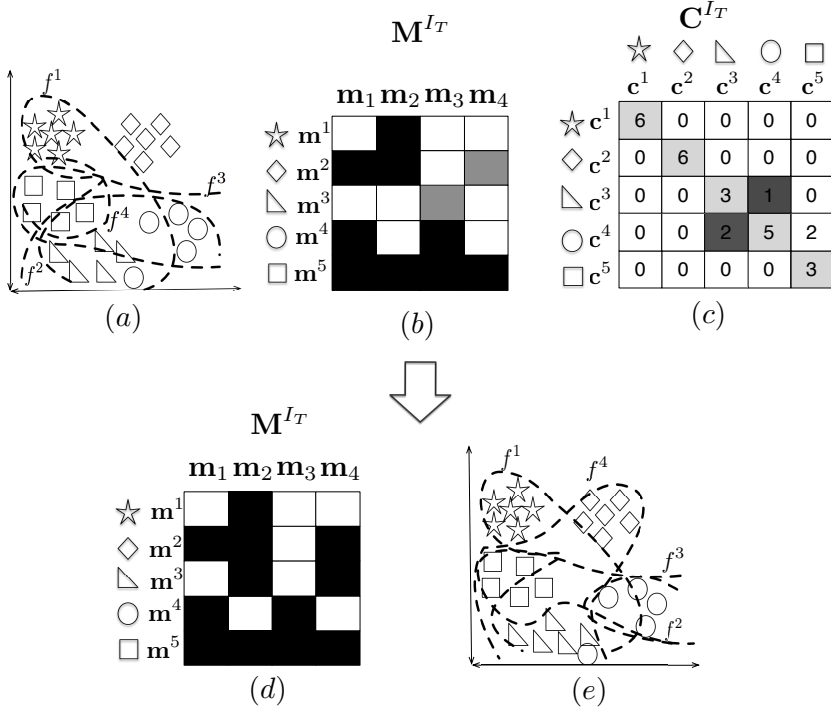 M^{I_T}
C^{I_T}
f^1
f^3
f^4
f^2
(a)
m_1 m_2 m_3 m_4
m^1
m^2
m^3
m^4
m^5
(b)
c^1 c^2 c^3 c^4 c^5
c^1 6 0 0 0 0
c^2 0 6 0 0 0
c^3 0 0 3 1 0
c^4 0 0 2 5 2
c^5 0 0 0 0 3
(c)
M^{I_T}
m_1 m_2 m_3 m_4
m^1
m^2
m^3
m^4
m^5
(d)
f^1
f^4
f^3
f^2
(e)